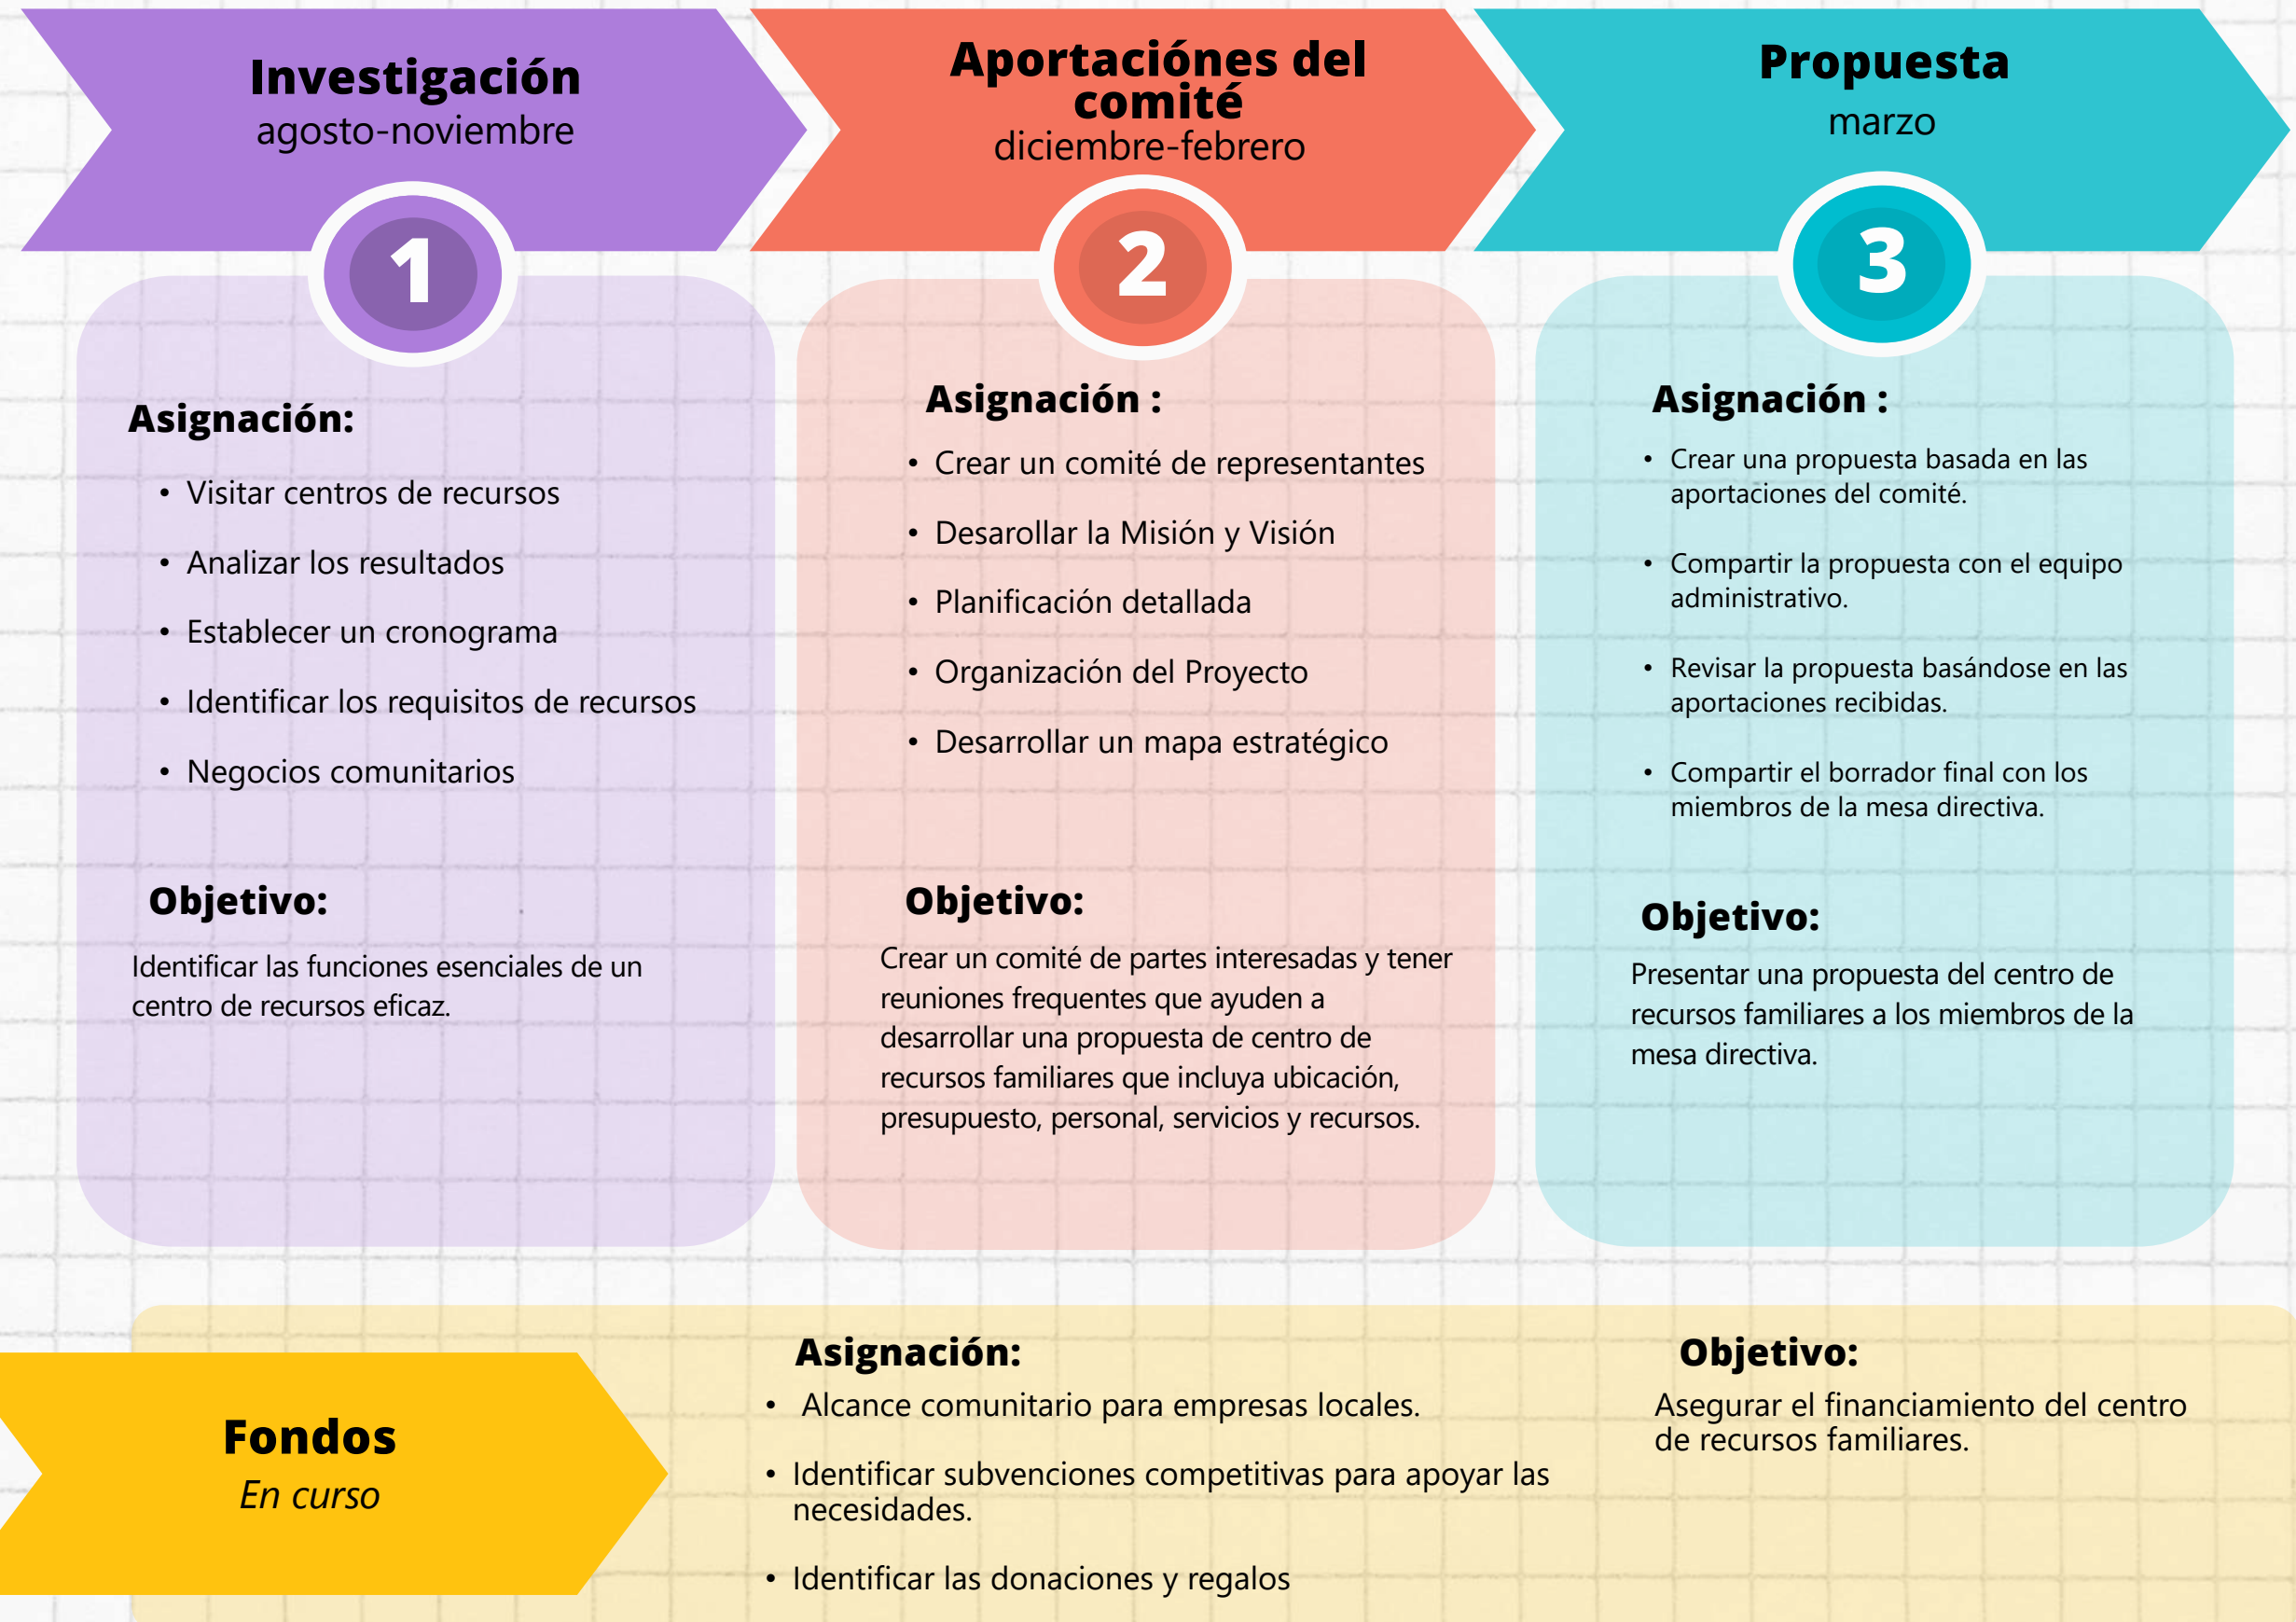 Investigación
agosto-noviembre
1
Asignación:
• Visitar centros de recursos
• Analizar los resultados
• Establecer un cronograma
• Identificar los requisitos de recursos
• Negocios comunitarios
Objetivo:
Identificar las funciones esenciales de un
centro de recursos eficaz.
Aportaciónes del
comité
diciembre-febrero
2
Asignación :
• Crear un comité de representantes
• Desarollar la Misión y Visión
• Planificación detallada
• Organización del Proyecto
• Desarrollar un mapa estratégico
Objetivo:
Crear un comité de partes interesadas y tener
reuniones frequentes que ayuden a
desarrollar una propuesta de centro de
recursos familiares que incluya ubicación,
presupuesto, personal, servicios y recursos.
Propuesta
marzo
3
Asignación :
• Crear una propuesta basada en las
aportaciones del comité.
• Compartir la propuesta con el equipo
administrativo.
• Revisar la propuesta basándose en las
aportaciones recibidas.
• Compartir el borrador final con los
miembros de la mesa directiva.
Objetivo:
Presentar una propuesta del centro de
recursos familiares a los miembros de la
mesa directiva.
Fondos
En curso
Asignación:
• Alcance comunitario para empresas locales.
• Identificar subvenciones competitivas para apoyar las
necesidades.
• Identificar las donaciones y regalos
Objetivo:
Asegurar el financiamiento del centro
de recursos familiares.